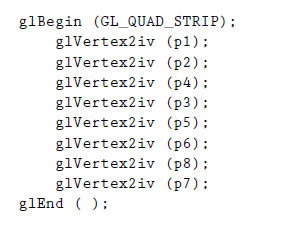 glBegin (GL_QUAD_STRIP);
glVertex2iv (p1);
glVertex2iv (p2);
glVertex2iv (p4);
glVertex2iv (p3);
glVertex2iv (p5);
glVertex2iv (p6);
glVertex2iv (p8);
glVertex2iv (p7);
glEnd ( );